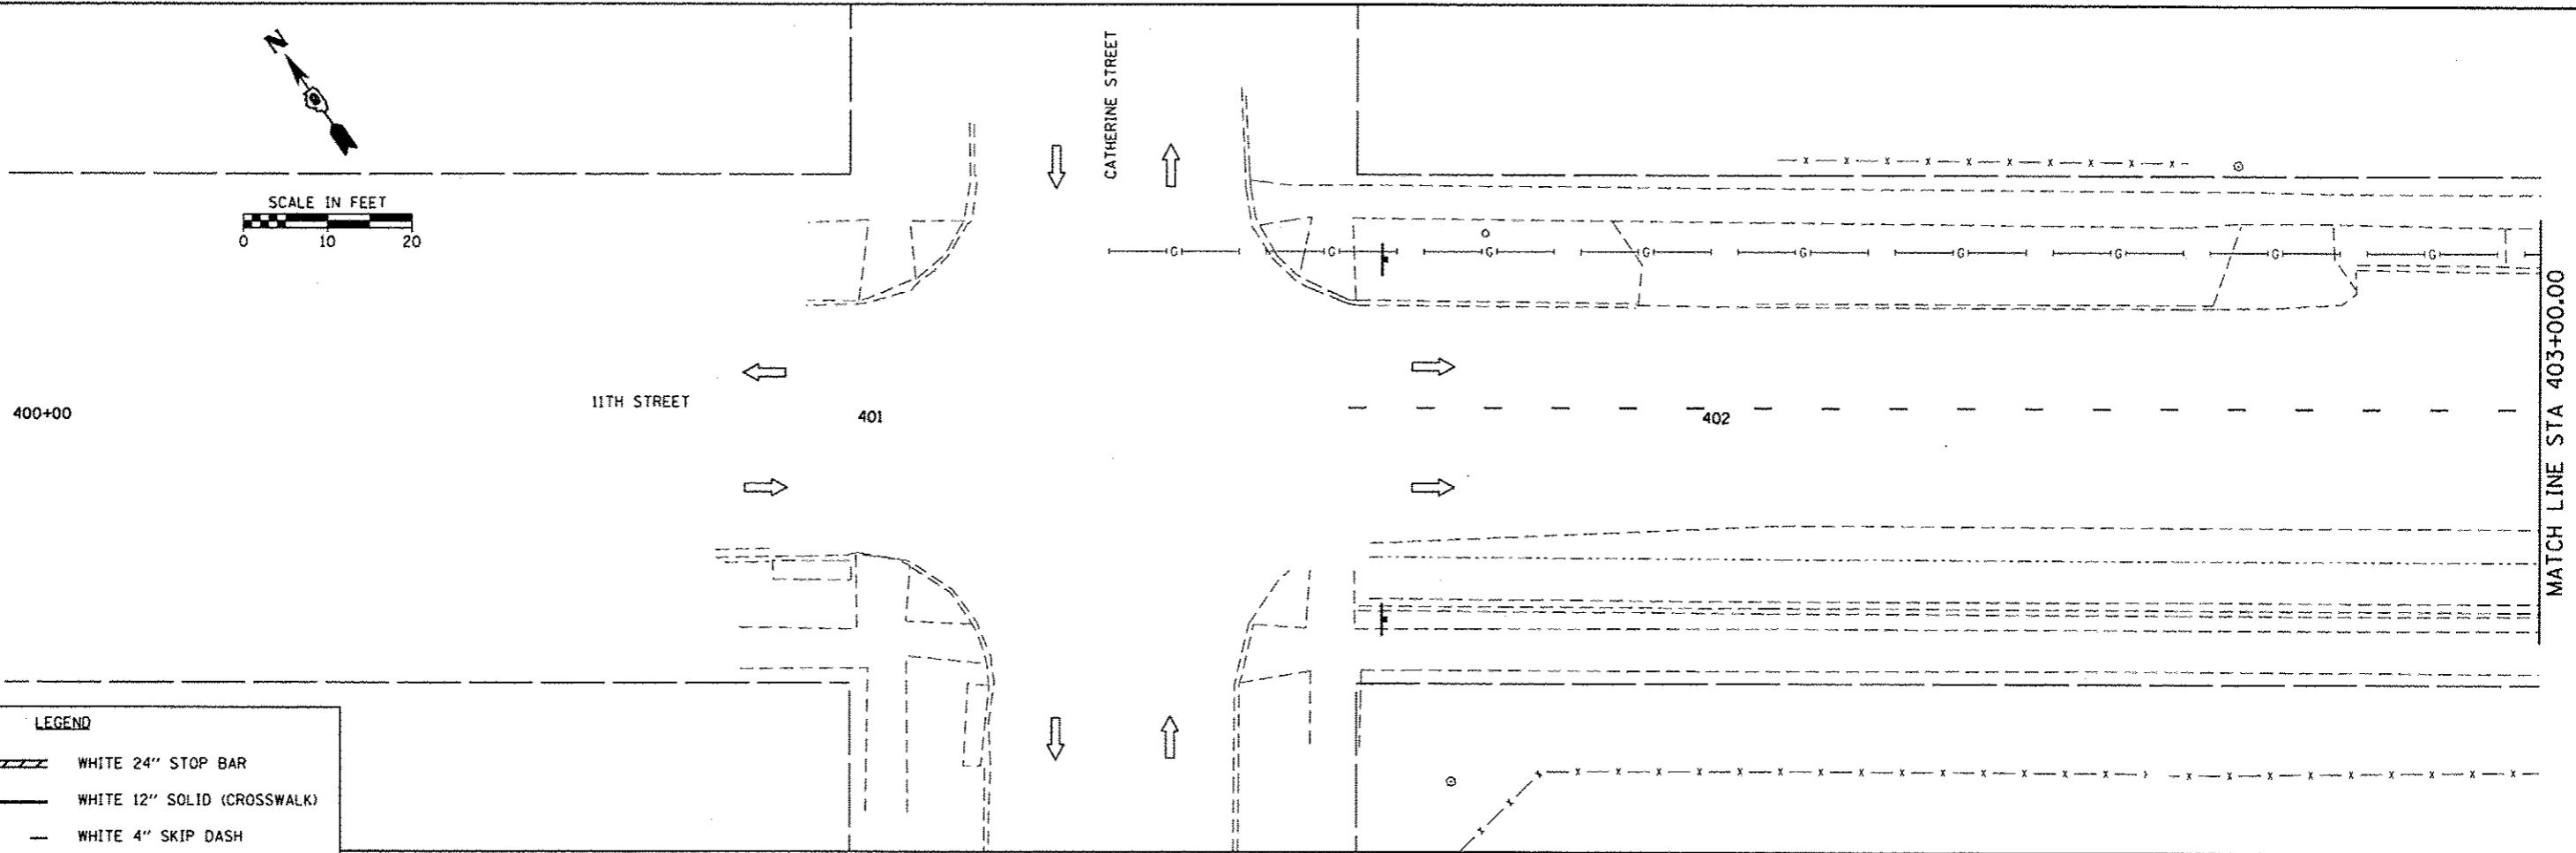 N
CATHERINE STREET
SCALE IN FEET
0 10 20
x x x x x x x x x x
G G G G G G G G G
400+00
11TH STREET
401
402
MATCH LINE STA 403+00.00
LEGEND
WHITE 24" STOP BAR
WHITE 12" SOLID (CROSSWALK)
WHITE 4" SKIP DASH